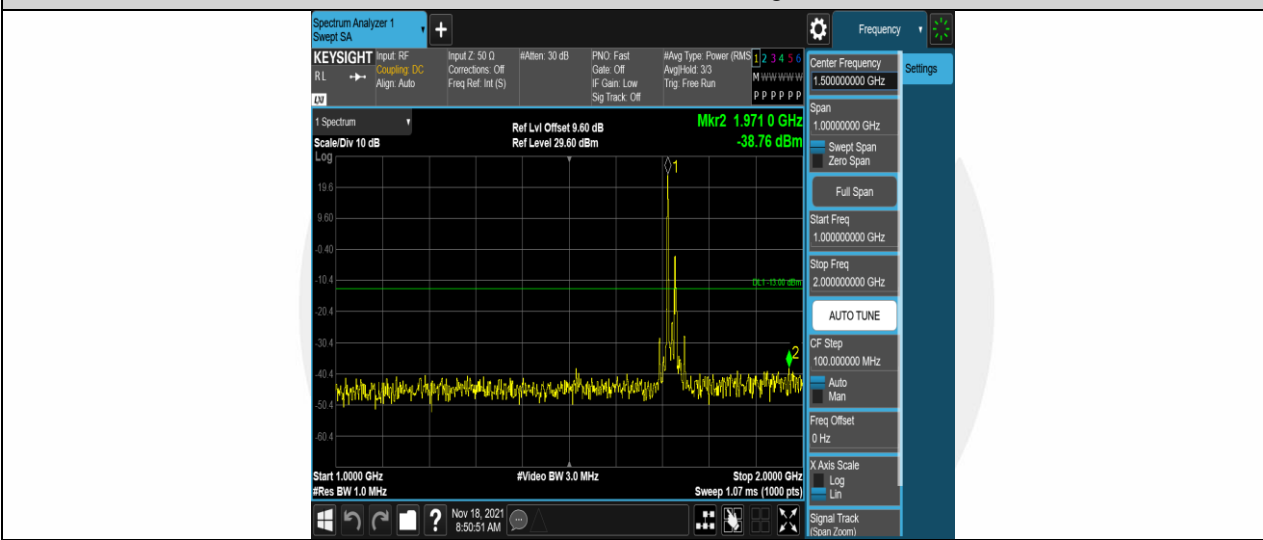 Spectrum Analyzer 1
Swept SA
+
Frequency
KEYSIGHT
RL
LXI
Input: RF
Coupling: DC
Align: Auto
Input Z: 50 Ω
Corrections: Off
Freq Ref: Int (S)
#Atten: 30 dB
PNO: Fast
Gate: Off
IF Gain: Low
Sig Track: Off
#Avg Type: Power (RMS
Avg|Hold: 3/3
Trig: Free Run
1 2 3 4 5 6
M W W W W W
P P P P P P
1 Spectrum
Scale/Div 10 dB
Log
Ref Lvl Offset 9.60 dB
Ref Level 29.60 dBm
Mkr2 1.971 0 GHz
-38.76 dBm
1
19.6
9.60
-0.40
-10.4
DL1 -13.00 dBm
-20.4
-30.4
2
-40.4
-50.4
-60.4
Start 1.0000 GHz
#Res BW 1.0 MHz
#Video BW 3.0 MHz
Stop 2.0000 GHz
Sweep 1.07 ms (1000 pts)
?
Nov 18, 2021
8:50:51 AM
Center Frequency
1.500000000 GHz
Settings
Span
1.00000000 GHz
Swept Span
Zero Span
Full Span
Start Freq
1.000000000 GHz
Stop Freq
2.000000000 GHz
AUTO TUNE
CF Step
100.000000 MHz
Auto
Man
Freq Offset
0 Hz
X Axis Scale
Log
Lin
Signal Track
(Span Zoom)